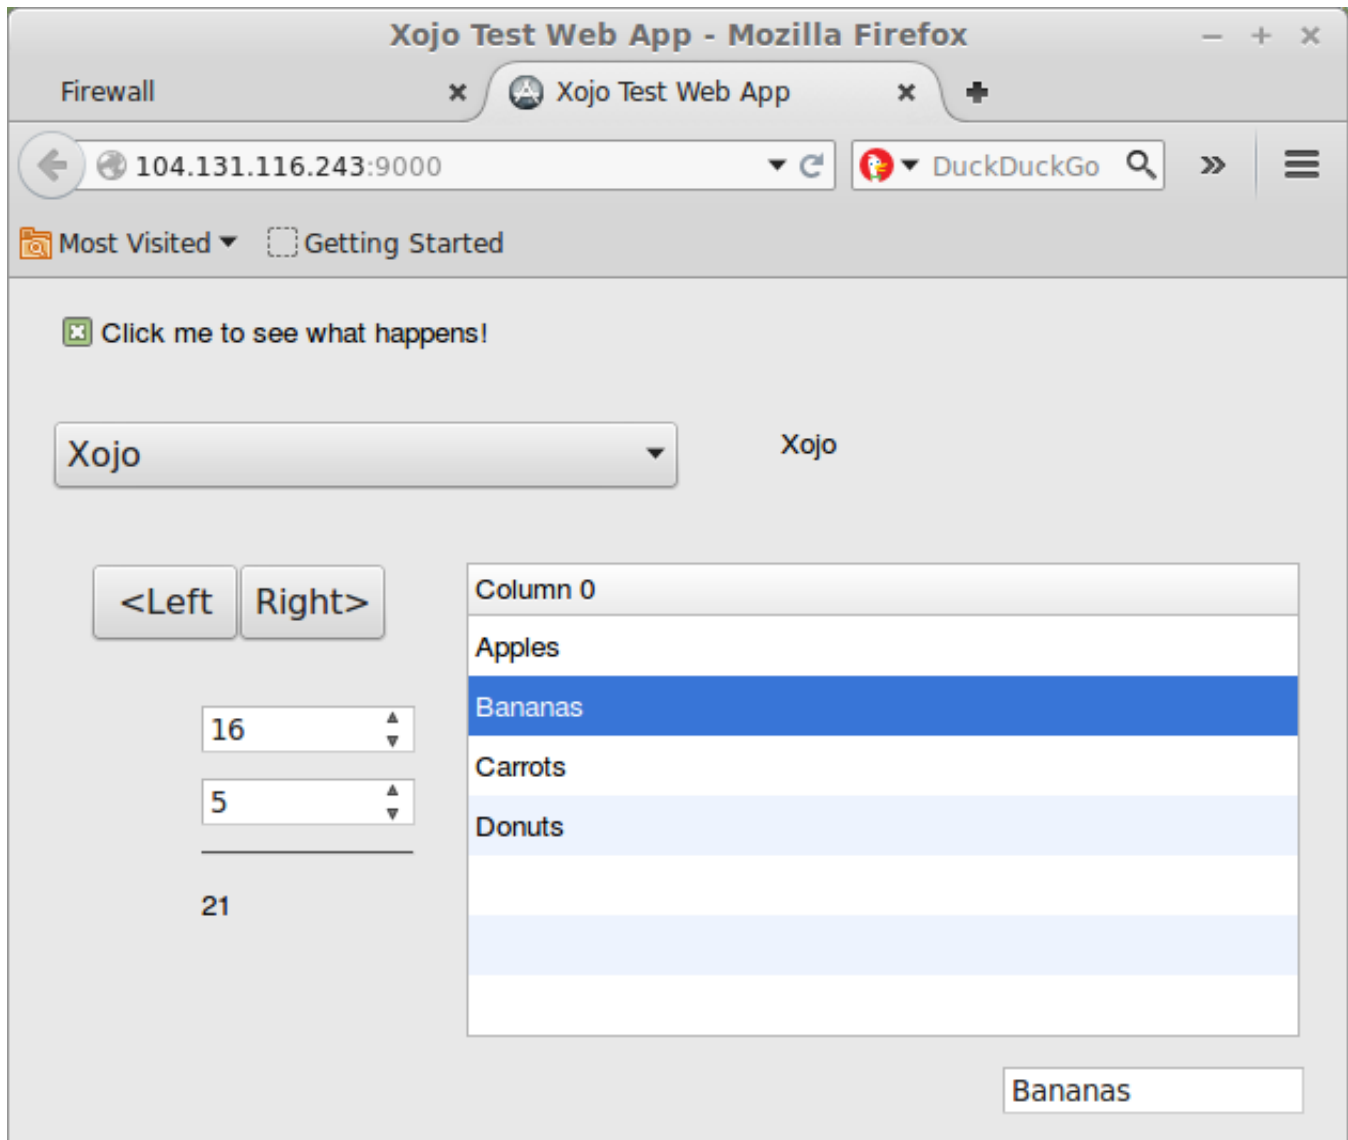 Xojo Test Web App - Mozilla Firefox
Firewall
Xojo Test Web App
104.131.116.243:9000
DuckDuckGo
Most Visited
Getting Started
Click me to see what happens!
Xojo
Xojo
<Left
Right>
16
5
21
Column 0
Apples
Bananas
Carrots
Donuts
Bananas